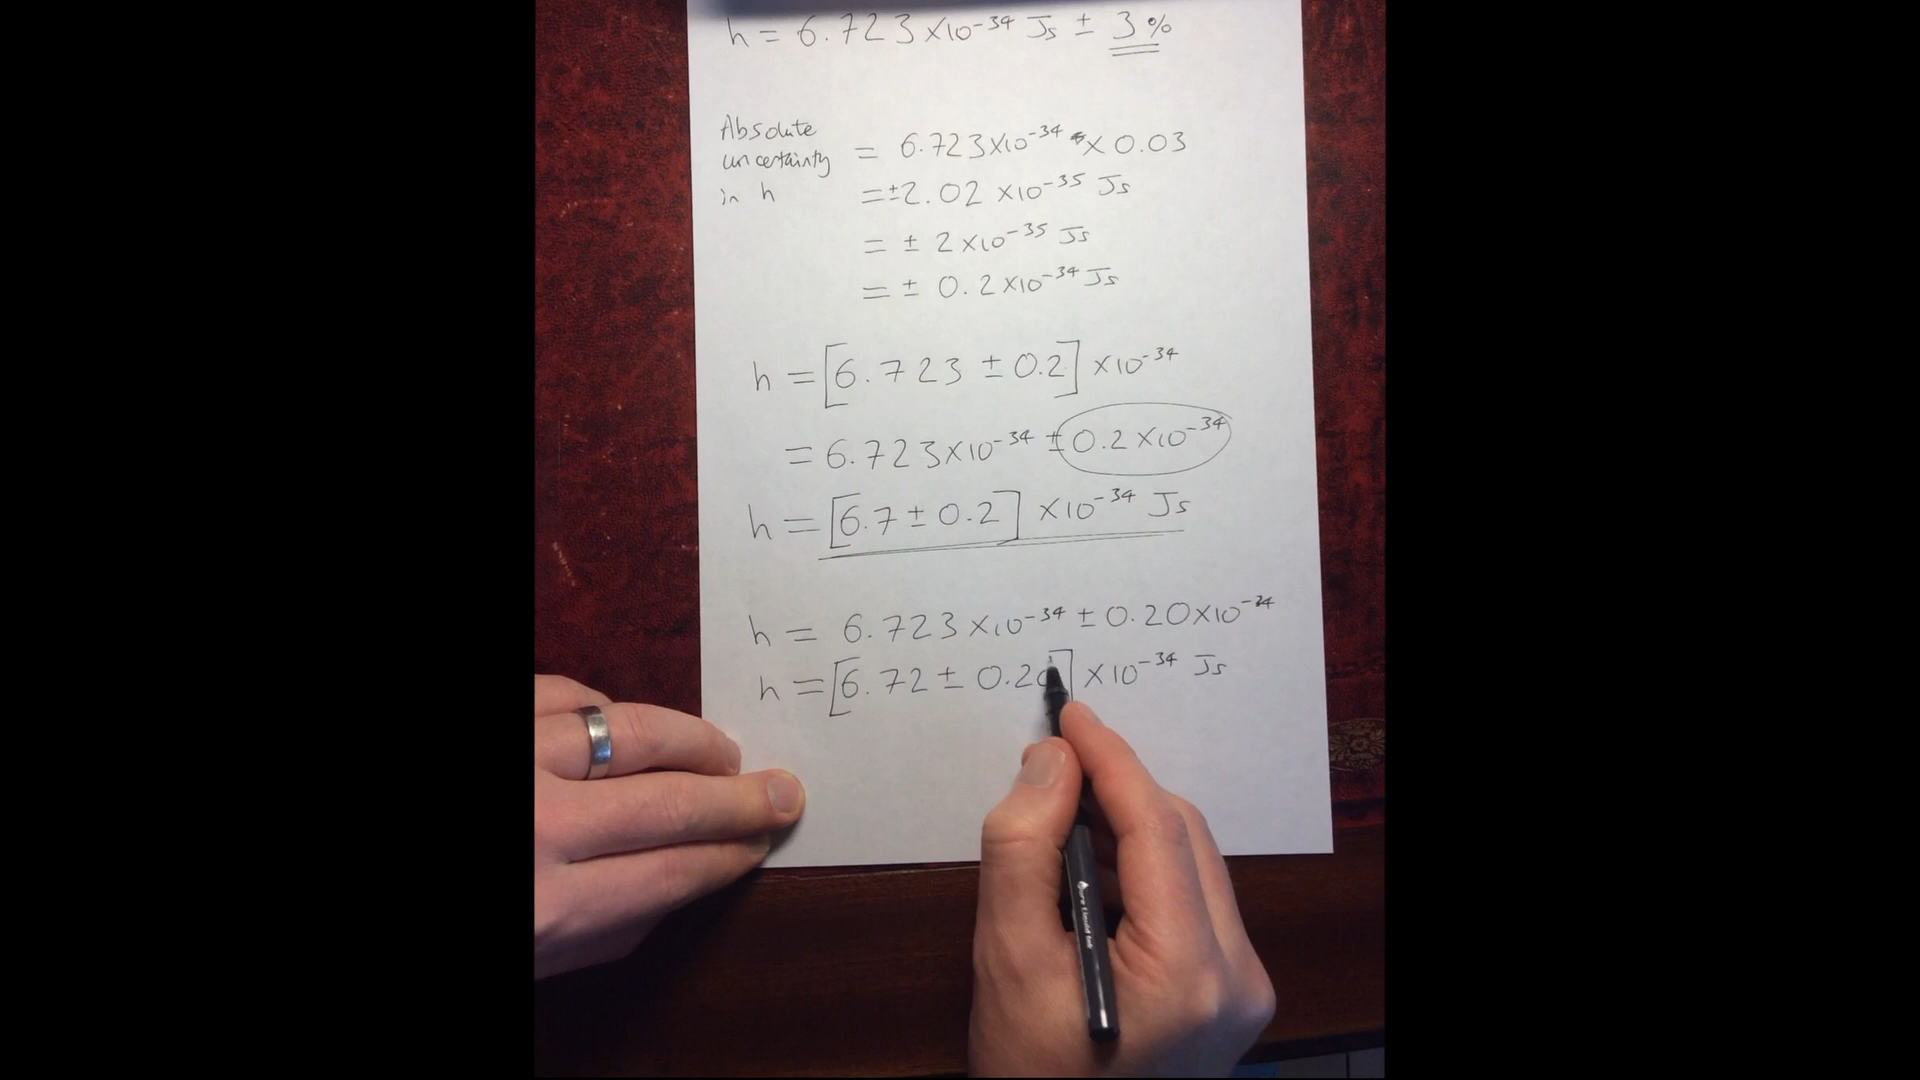 h = 6.723 ×10⁻³⁴ Js ± 3%
Absolute
uncertainty
in h
= 6.723×10⁻³⁴ × 0.03
= ±2.02 ×10⁻³⁵ Js
= ± 2×10⁻³⁵ Js
= ± 0.2×10⁻³⁴ Js
h = [6.723 ± 0.2] ×10⁻³⁴
= 6.723×10⁻³⁴ ± 0.2×10⁻³⁴
h = [6.7 ± 0.2] ×10⁻³⁴ Js
h = 6.723×10⁻³⁴ ± 0.20×10⁻³⁴
h = [6.72 ± 0.20] ×10⁻³⁴ Js